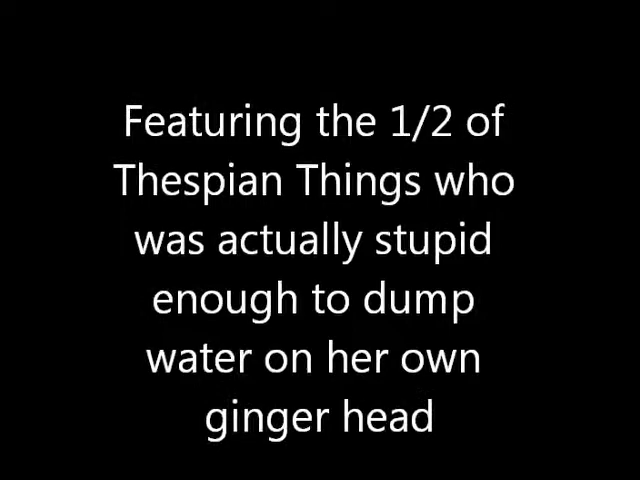 Featuring the 1/2 of
Thespian Things who
was actually stupid
enough to dump
water on her own
ginger head